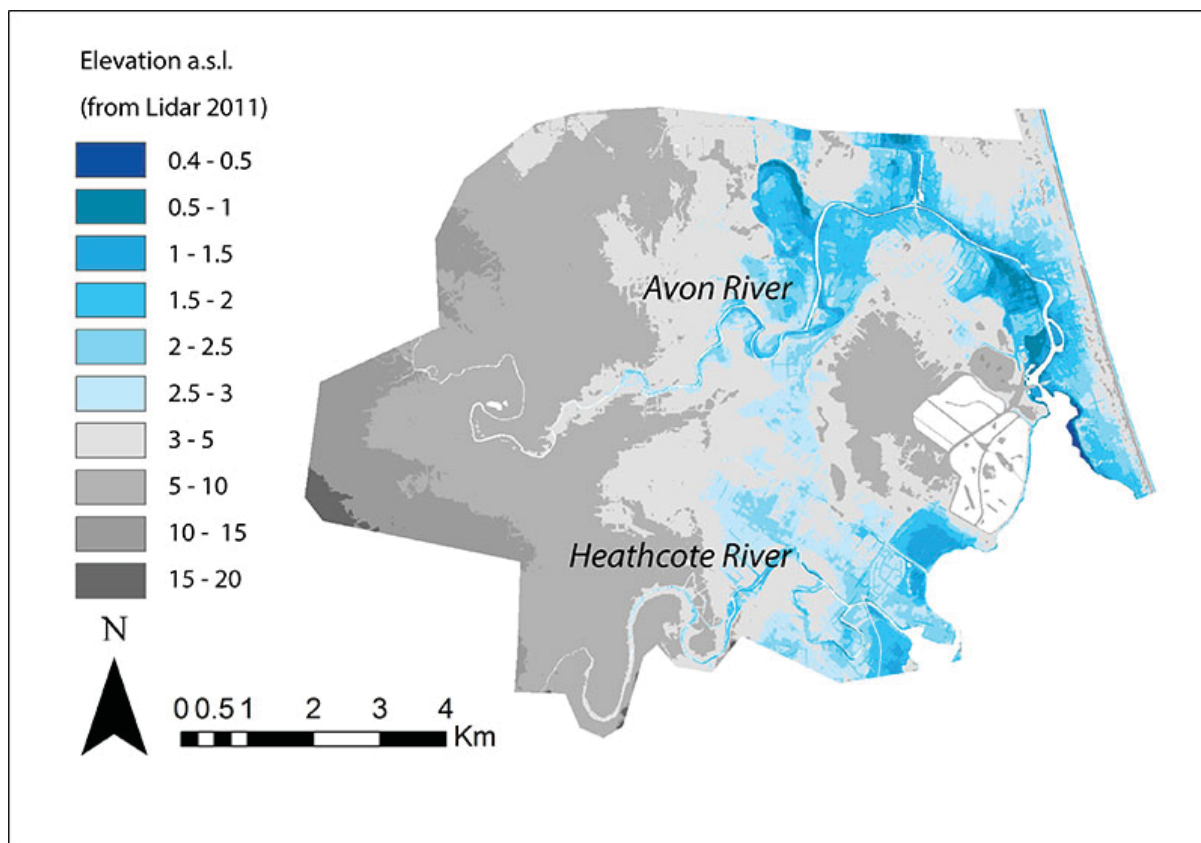 Elevation a.s.l.
(from Lidar 2011)
0.4 - 0.5
0.5 - 1
1 - 1.5
1.5 - 2
2 - 2.5
2.5 - 3
3 - 5
5 - 10
10 - 15
15 - 20
N
0 0.5 1 2 3 4
Km
Avon River
Heathcote River